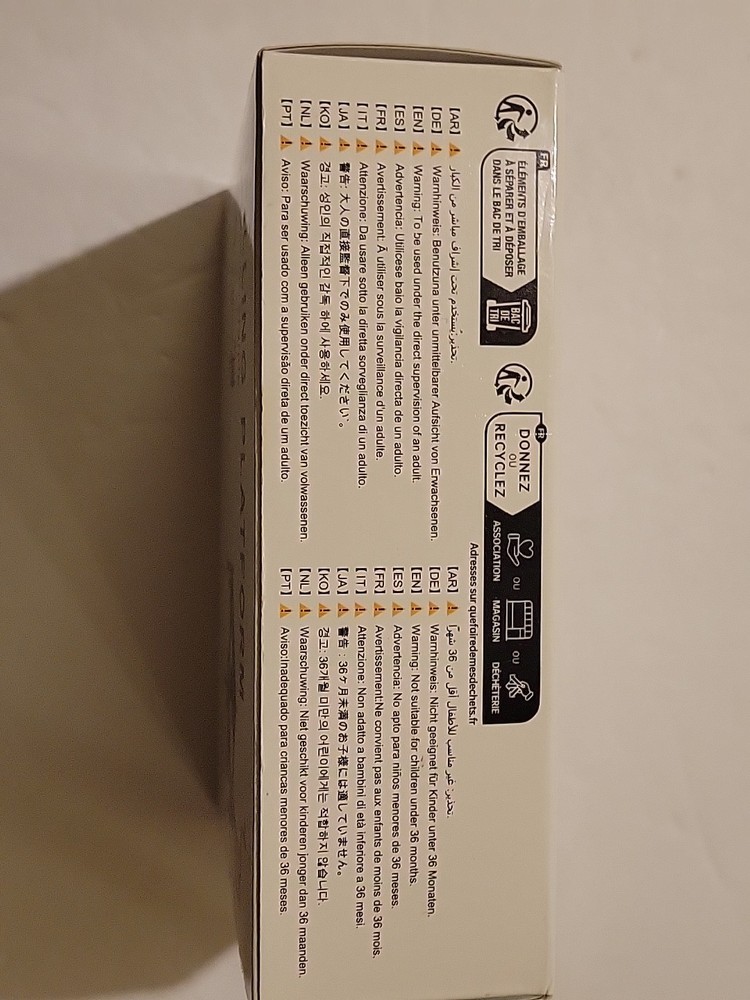 FR
ÉLÉMENTS D'EMBALLAGE
À SÉPARER ET À DÉPOSER
DANS LE BAC DE TRI
BAC
DE
TRI
FR
DONNEZ
OU
RECYCLEZ
ASSOCIATION
OU
MAGASIN
OU
DÉCHÈTERIE
Adresses sur quefairedemesdechets.fr
[AR] تحذير:يُستخدم تحت إشراف مباشر من الكبار.
[DE] Warnhinweis: Benutzuna unter unmittelbarer Aufsicht von Erwachsenen.
[EN] Warning: To be used under the direct supervision of an adult.
[ES] Advertencia: Utilícese baio la vigilancia directa de un adulto.
[FR] Avertissement: À utiliser sous la surveillance d'un adulte.
[IT] Attenzione: Da usare sotto la diretta sorveglianza di un adulto.
[JA] 警告: 大人の直接監督下でのみ使用してください。
[KO] 경고: 성인의 직접적인 감독 하에 사용하세요.
[NL] Waarschuwing: Alleen gebruiken onder direct toezicht van volwassenen.
[PT] Aviso: Para ser usado com a supervisão direta de um adulto.
[AR] تحذير: غير مناسب للأطفال أقل من 36 شهراً.
[DE] Warnhinweis: Nicht geeignet für Kinder unter 36 Monaten.
[EN] Warning: Not suitable for children under 36 months.
[ES] Advertencia: No apto para niños menores de 36 meses.
[FR] Avertissement:Ne convient pas aux enfants de moins de 36 mois.
[IT] Attenzione: Non adatto a bambini di età inferiore a 36 mesi.
[JA] 警告 : 36ヶ月未満のお子様には適していません。
[KO] 경고: 36개월 미만의 어린이에게는 적합하지 않습니다.
[NL] Waarschuwing: Niet geschikt voor kinderen jonger dan 36 maanden.
[PT] Aviso:Inadequado para criancas menores de 36 meses.
PLATFORM